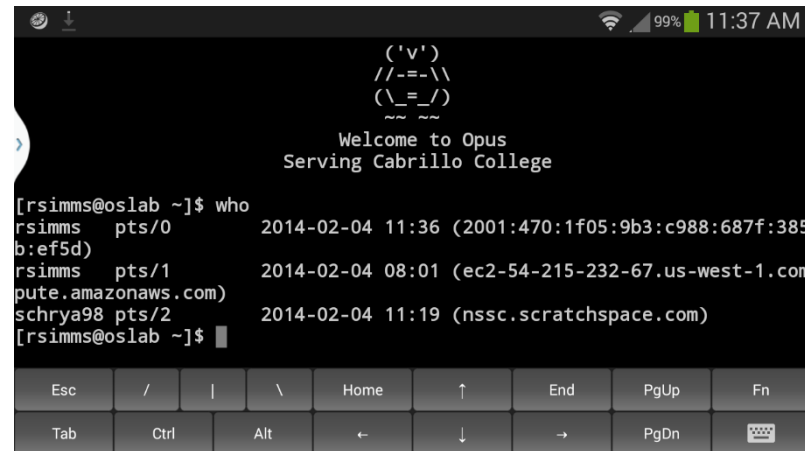 99% 11:37 AM
('v')
//-=-\\
(\_=_/)
~~ ~~
Welcome to Opus
Serving Cabrillo College
[rsimms@oslab ~]$ who
rsimms   pts/0        2014-02-04 11:36 (2001:470:1f05:9b3:c988:687f:385
b:ef5d)
rsimms   pts/1        2014-02-04 08:01 (ec2-54-215-232-67.us-west-1.com
pute.amazonaws.com)
schrya98 pts/2        2014-02-04 11:19 (nssc.scratchspace.com)
[rsimms@oslab ~]$
Esc / | \ Home ↑ End PgUp Fn
Tab Ctrl Alt ← ↓ → PgDn